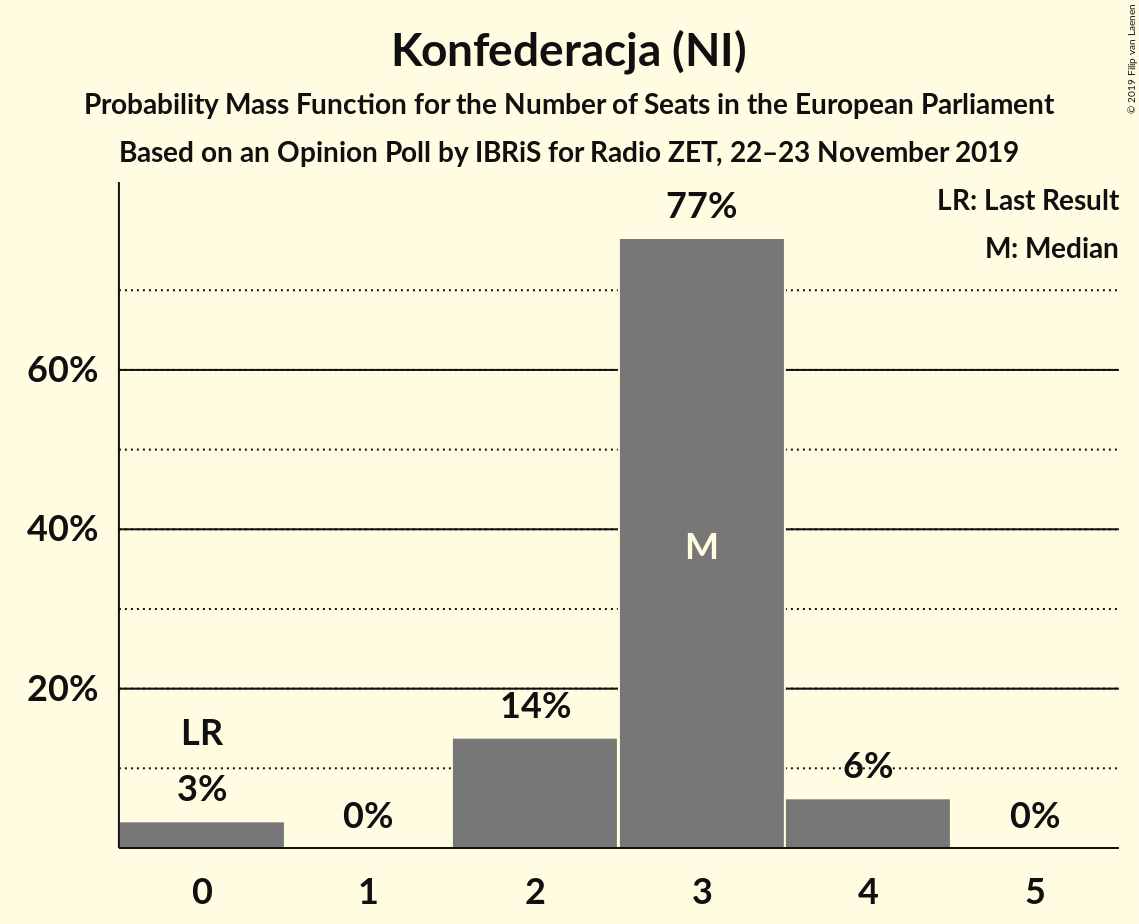 Konfederacja (NI)
Probability Mass Function for the Number of Seats in the European Parliament
Based on an Opinion Poll by IBRiS for Radio ZET, 22–23 November 2019
© 2019 Filip van Laenen
LR: Last Result
M: Median
77%
60%
40%
M
20%
14%
LR
6%
3%
0%
0%
0 1 2 3 4 5